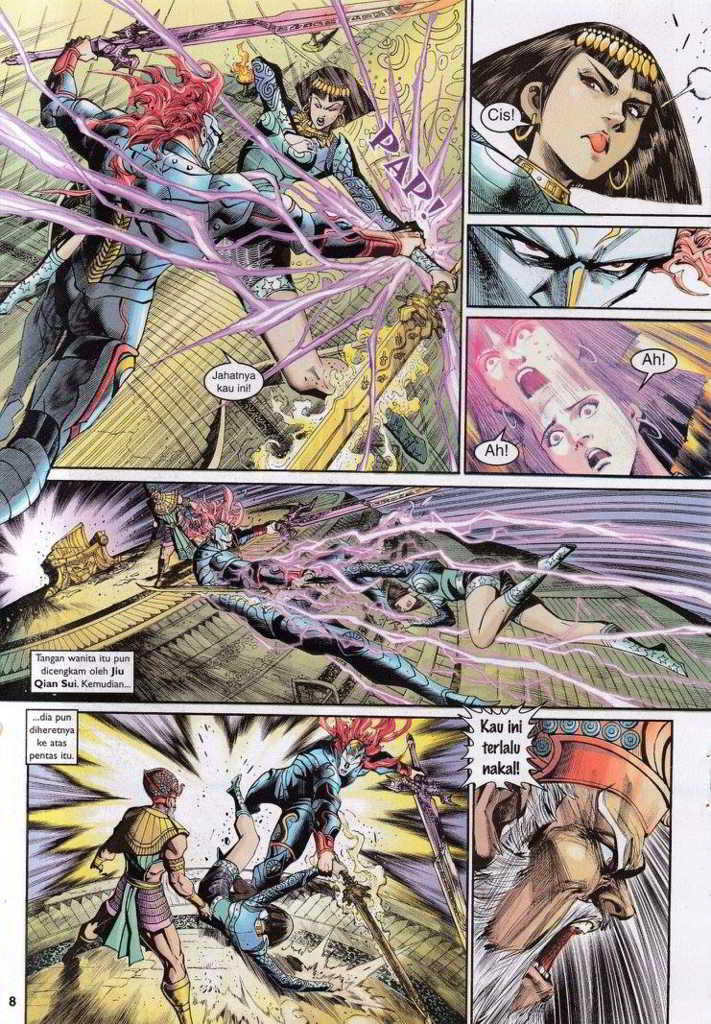 PAP!
Cis!
Jahatnya
kau ini!
Ah!
Ah!
Tangan wanita itu pun
dicengkam oleh Jiu
Qian Sui. Kemudian...
...dia pun
diheretnya
ke atas
pentas itu.
Kau ini
terlalu
nakal!
8